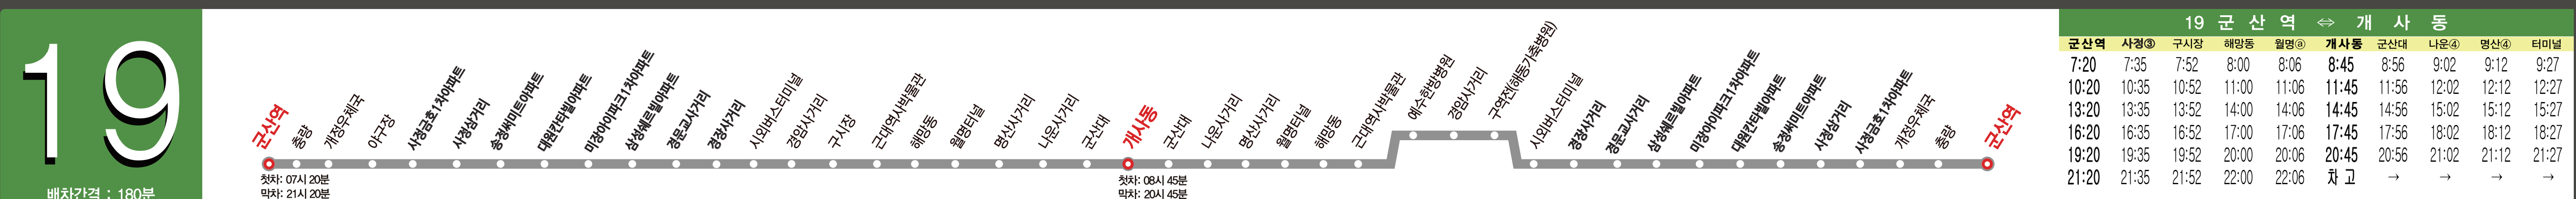 19
배차간격 : 180분
군산역
충량
개정우체국
야구장
사정금호1차아파트
사정삼거리
송정써미트아파트
대원칸타빌아파트
미장아이파크1차아파트
삼성쉐르빌아파트
경문교사거리
경장사거리
시외버스터미널
경암사거리
구시장
근대역사박물관
해망동
월명터널
명산사거리
나운사거리
군산대
개사동
군산대
나운사거리
명산사거리
월명터널
해망동
근대역사박물관
예수한방병원
경암사거리
구역전(해동가축병원)
시외버스터미널
경장사거리
경문교사거리
삼성쉐르빌아파트
미장아이파크1차아파트
대원칸타빌아파트
송정써미트아파트
사정삼거리
사정금호1차아파트
개정우체국
충량
군산역
첫차: 07시 20분
막차: 21시 20분
첫차: 08시 45분
막차: 20시 45분
19 군 산 역 ⇔ 개 사 동
군산역 사정③ 구시장 해망동 월명ⓐ 개사동 군산대 나운④ 명산④ 터미널
7:20 7:35 7:52 8:00 8:06 8:45 8:56 9:02 9:12 9:27
10:20 10:35 10:52 11:00 11:06 11:45 11:56 12:02 12:12 12:27
13:20 13:35 13:52 14:00 14:06 14:45 14:56 15:02 15:12 15:27
16:20 16:35 16:52 17:00 17:06 17:45 17:56 18:02 18:12 18:27
19:20 19:35 19:52 20:00 20:06 20:45 20:56 21:02 21:12 21:27
21:20 21:35 21:52 22:00 22:06 차 고 → → → →